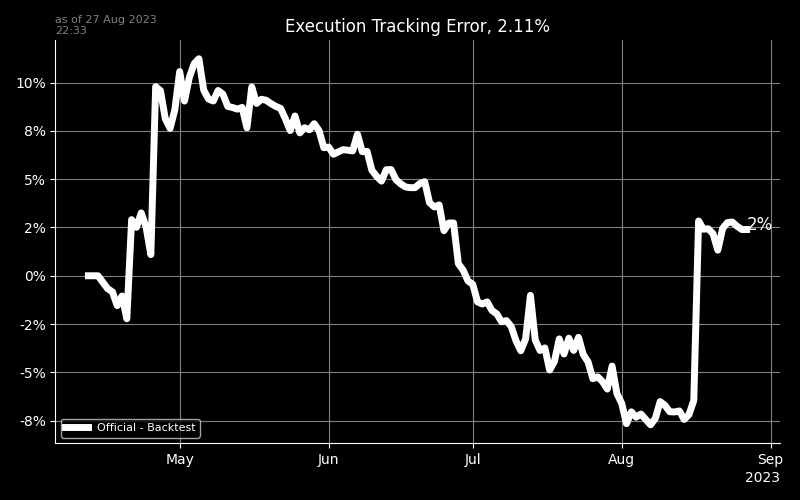 as of 27 Aug 2023
22:33
Execution Tracking Error, 2.11%
10%
8%
5%
2%
0%
-2%
-5%
-8%
2%
Official - Backtest
May
Jun
Jul
Aug
Sep
2023